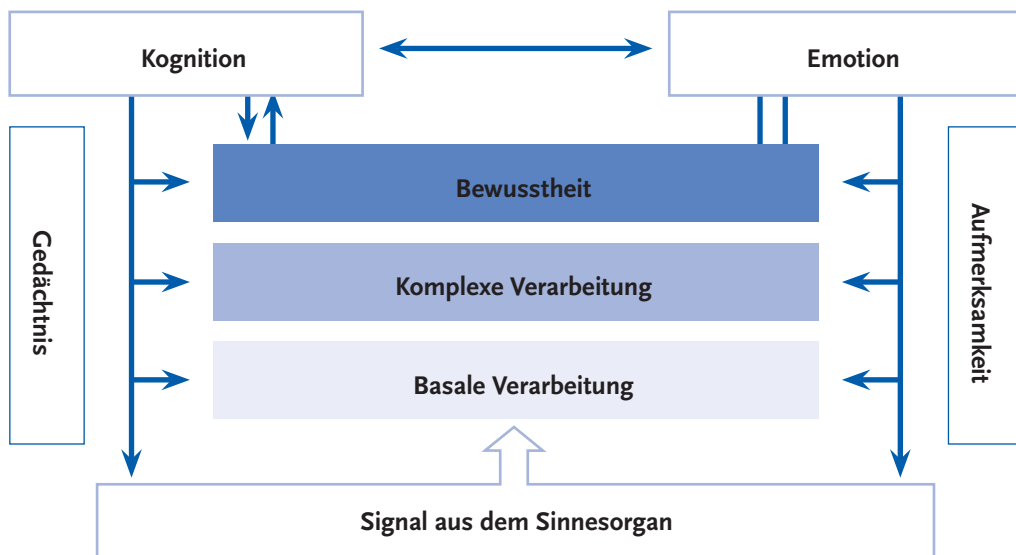 Kognition
Emotion
Bewusstheit
Gedächtnis
Aufmerksamkeit
Komplexe Verarbeitung
Basale Verarbeitung
Signal aus dem Sinnesorgan